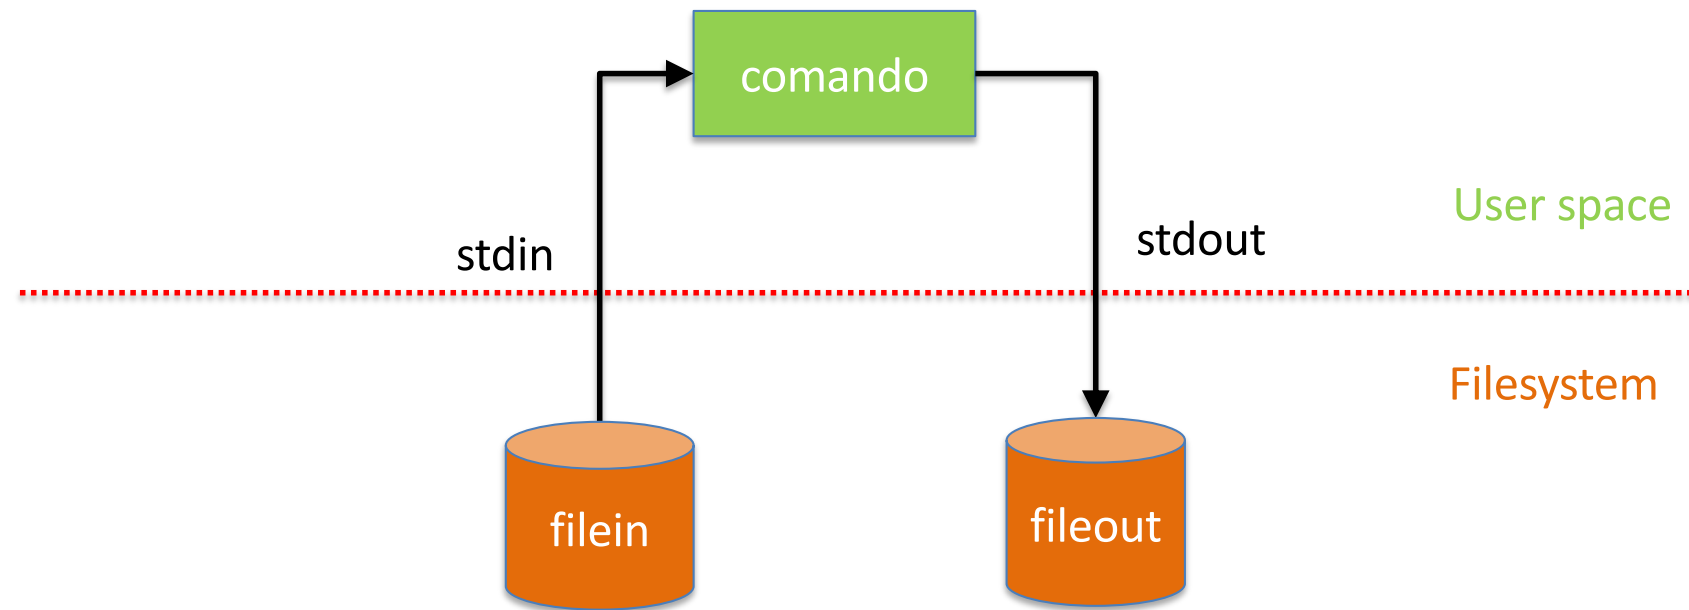 comando
User space
stdin
stdout
Filesystem
filein
fileout